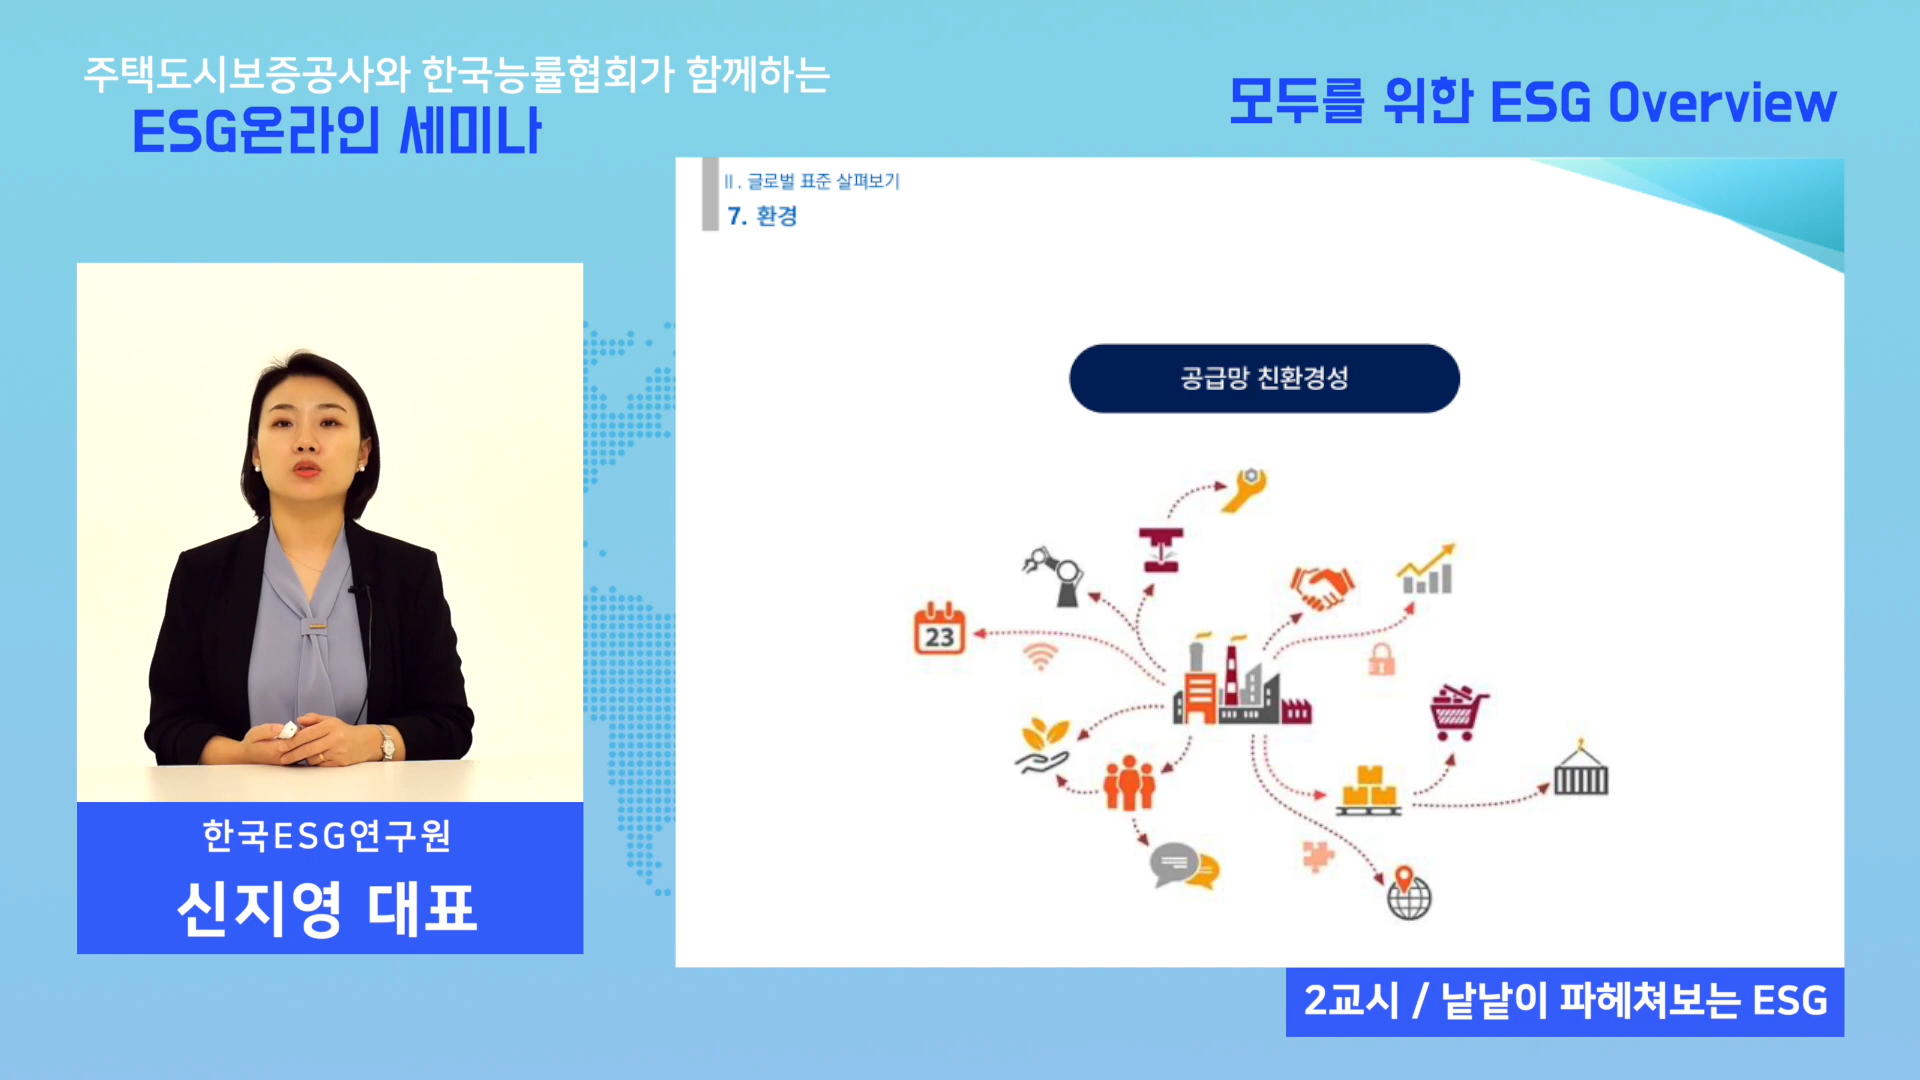 주택도시보증공사와 한국능률협회가 함께하는
ESG온라인 세미나
모두를 위한 ESG Overview
Ⅱ. 글로벌 표준 살펴보기
7. 환경
공급망 친환경성
23
한국ESG연구원
신지영 대표
2교시 / 낱낱이 파헤쳐보는 ESG